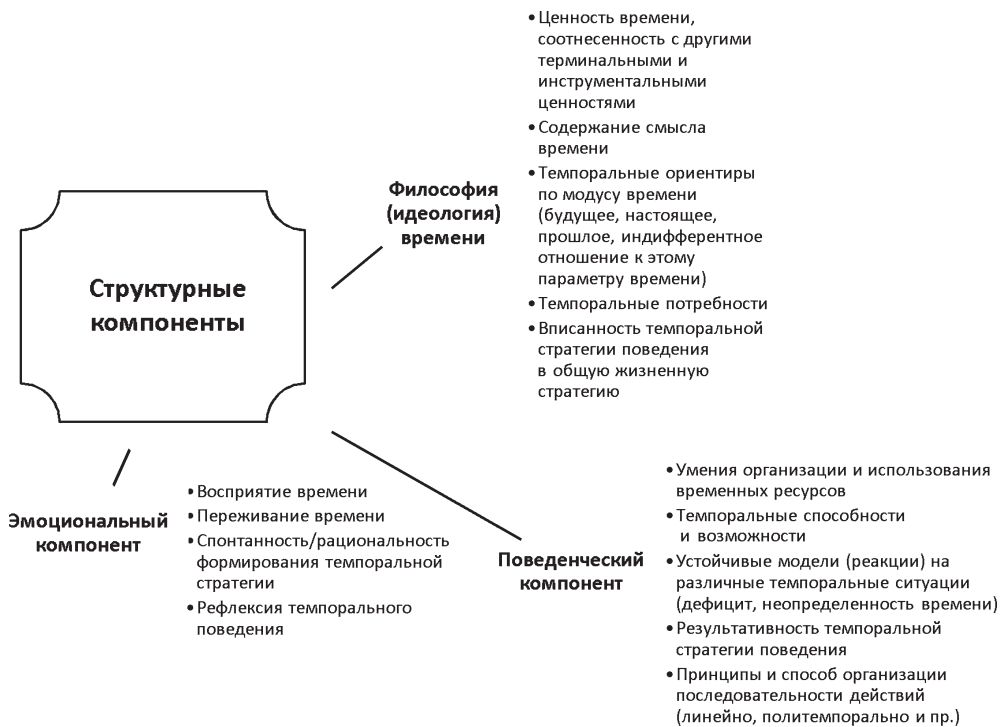 Структурные
компоненты
Философия
(идеология)
времени
• Ценность времени,
соотнесенность с другими
терминальными и
инструментальными
ценностями
• Содержание смысла
времени
• Темпоральные ориентиры
по модусу времени
(будущее, настоящее,
прошлое, индифферентное
отношение к этому
параметру времени)
• Темпоральные потребности
• Вписанность темпоральной
стратегии поведения
в общую жизненную
стратегию
Эмоциональный
компонент
• Восприятие времени
• Переживание времени
• Спонтанность/рациональность
формирования темпоральной
стратегии
• Рефлексия темпорального
поведения
Поведенческий
компонент
• Умения организации и использования
временных ресурсов
• Темпоральные способности
и возможности
• Устойчивые модели (реакции) на
различные темпоральные ситуации
(дефицит, неопределенность времени)
• Результативность темпоральной
стратегии поведения
• Принципы и способ организации
последовательности действий
(линейно, политемпорально и пр.)